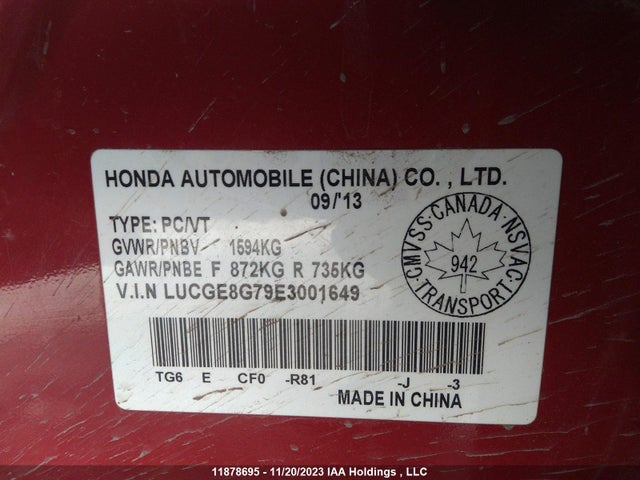 HONDA AUTOMOBILE (CHINA) CO. , LTD.
09/'13
TYPE: PC/VT
GVWR/PNBV 1594KG
GAWR/PNBE F 872KG R 735KG
V.I.N LUCGE8G79E3001649
CMVSS·CANADA·NSVAC
942
·TRANSPORT·
TG6 E CF0 -R81 -J -3
MADE IN CHINA
11878695 - 11/20/2023 IAA Holdings , LLC